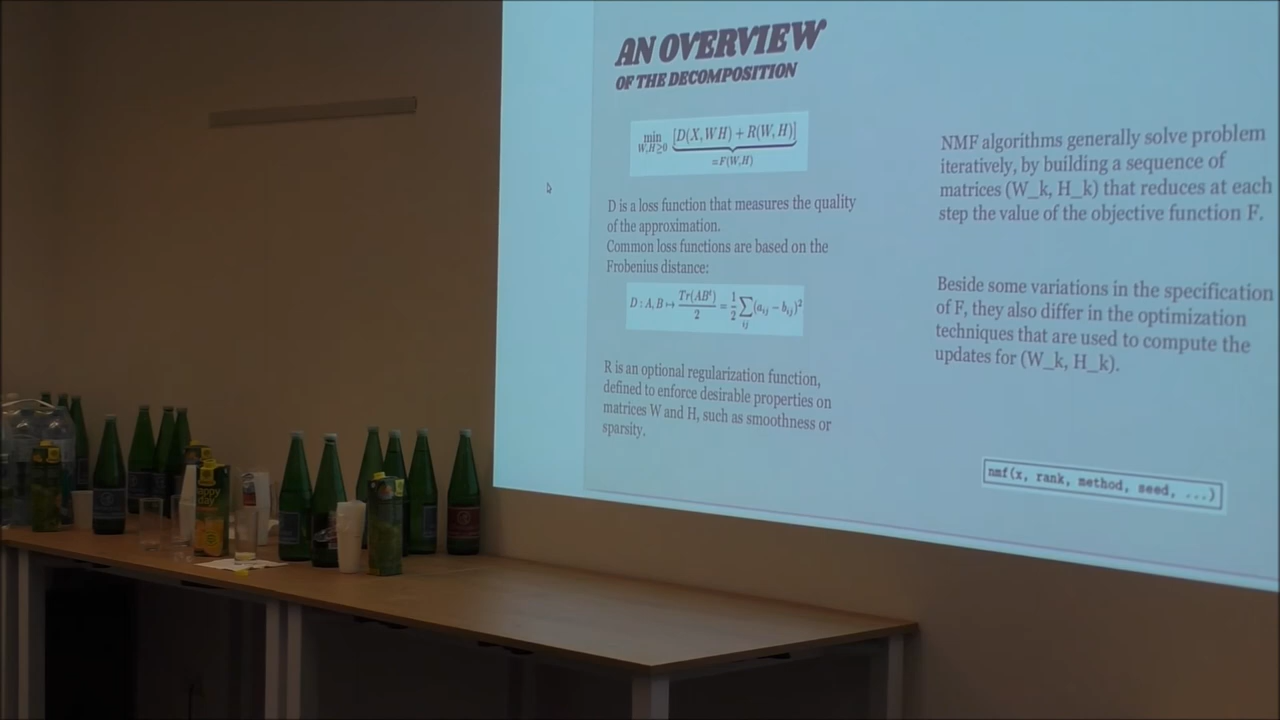 AN OVERVIEW
OF THE DECOMPOSITION
min [D(X, WH) + R(W, H)]
W,H≥0
=F(W,H)
D is a loss function that measures the quality
of the approximation.
Common loss functions are based on the
Frobenius distance:
D : A, B ↦ Tr(ABᵗ)/2 = 1/2 ∑ij (aij − bij)²
R is an optional regularization function,
defined to enforce desirable properties on
matrices W and H, such as smoothness or
sparsity.
NMF algorithms generally solve problem
iteratively, by building a sequence of
matrices (W_k, H_k) that reduces at each
step the value of the objective function F.
Beside some variations in the specification
of F, they also differ in the optimization
techniques that are used to compute the
updates for (W_k, H_k).
nmf(x, rank, method, seed, ...)
happy
day